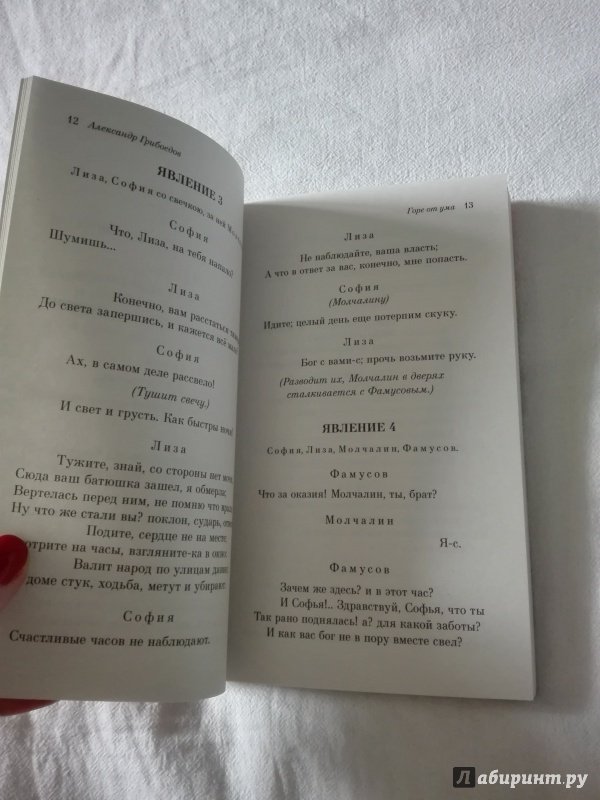 12 Александр Грибоедов
ЯВЛЕНИЕ 3
Лиза, София со свечкою, за ней
София
Что, Лиза, на тебя напало?
Шумишь...
Лиза
Конечно, вам расстаться
До света запершись, и кажется всё
София
Ах, в самом деле рассвело!
(Тушит свечу.)
И свет и грусть. Как быстры ночи!
Лиза
Тужите, знай, со стороны нет мочи,
Сюда ваш батюшка зашел, я обмерла;
Вертелась перед ним, не помню что
Ну что же стали вы? поклон, сударь,
Подите, сердце не на месте;
отрите на часы, взгляните-ка в окно:
Валит народ по улицам давно;
доме стук, ходьба, метут и убирают.
София
Счастливые часов не наблюдают.
Горе от ума 13
Лиза
Не наблюдайте, ваша власть;
А что в ответ за вас, конечно, мне попасть.
София
(Молчалину)
Идите; целый день еще потерпим скуку.
Лиза
Бог с вами-с; прочь возьмите руку.
(Разводит их, Молчалин в дверях
сталкивается с Фамусовым.)
ЯВЛЕНИЕ 4
София, Лиза, Молчалин, Фамусов.
Фамусов
Что за оказия! Молчалин, ты, брат?
Молчалин
Я-с.
Фамусов
Зачем же здесь? и в этот час?
И Софья!.. Здравствуй, Софья, что ты
Так рано поднялась! а? для какой заботы?
И как вас бог не в пору вместе свел?
Лабиринт.ру